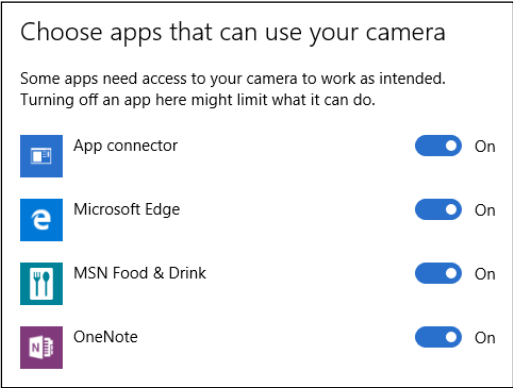 Choose apps that can use your camera
Some apps need access to your camera to work as intended.
Turning off an app here might limit what it can do.
App connector On
Microsoft Edge On
MSN Food & Drink On
OneNote On